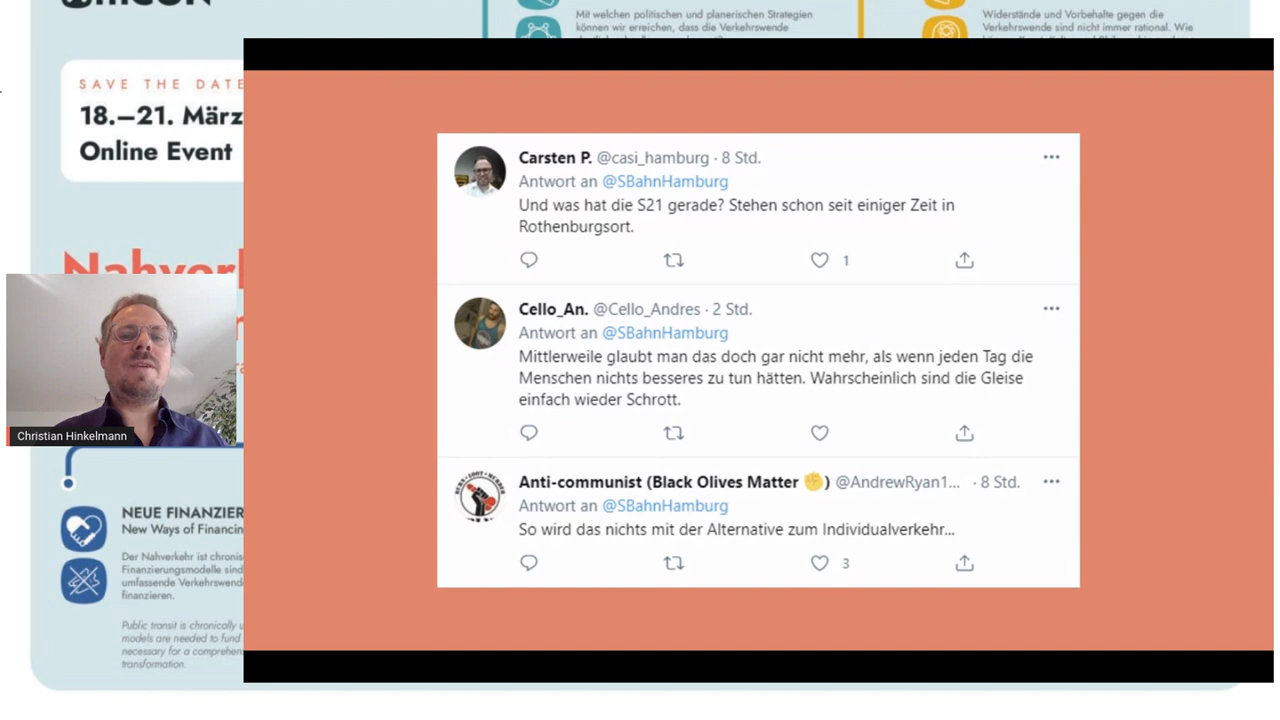 Mit welchen politischen und planerischen Strategien
können wir erreichen, dass die Verkehrswende
Widerstände und Vorbehalte gegen die
Verkehrswende sind nicht immer rational. Wie
SAVE THE DATE
18.–21. März
Online Event
Carsten P. @casi_hamburg · 8 Std.
Antwort an @SBahnHamburg
Und was hat die S21 gerade? Stehen schon seit einiger Zeit in
Rothenburgsort.
1
Cello_An. @Cello_Andres · 2 Std.
Antwort an @SBahnHamburg
Mittlerweile glaubt man das doch gar nicht mehr, als wenn jeden Tag die
Menschen nichts besseres zu tun hätten. Wahrscheinlich sind die Gleise
einfach wieder Schrott.
Anti-communist (Black Olives Matter ✊) @AndrewRyan1... · 8 Std.
Antwort an @SBahnHamburg
So wird das nichts mit der Alternative zum Individualverkehr...
3
Christian Hinkelmann
NEUE FINANZIER
New Ways of Financin
Der Nahverkehr ist chronis
Finanzierungsmodelle sind
umfassende Verkehrswend
finanzieren.
Public transit is chronically u
models are needed to fund
necessary for a comprehen
transformation.